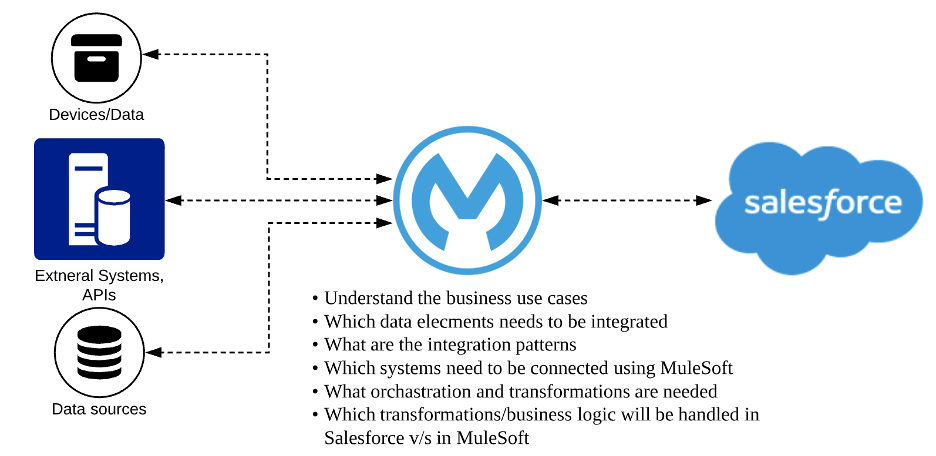 Devices/Data
Extneral Systems,
APIs
Data sources
salesforce
• Understand the business use cases
• Which data elecments needs to be integrated
• What are the integration patterns
• Which systems need to be connected using MuleSoft
• What orchastration and transformations are needed
• Which transformations/business logic will be handled in
Salesforce v/s in MuleSoft